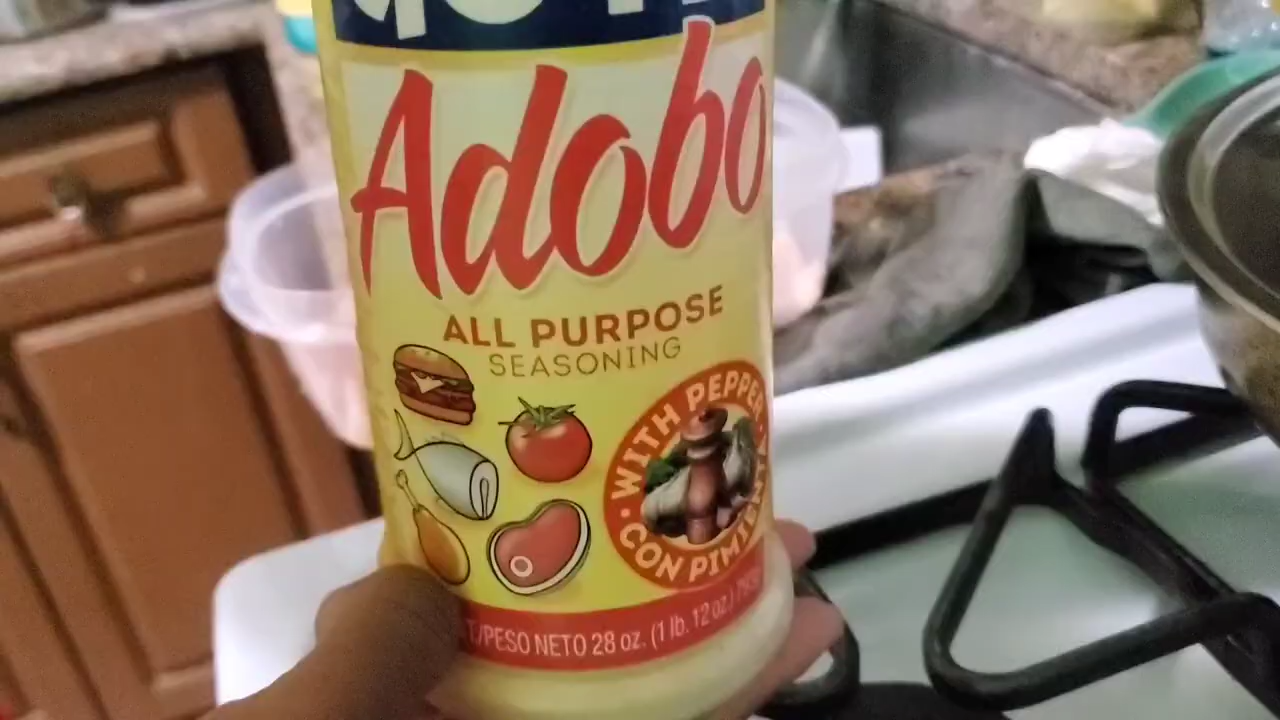 Adobo
ALL PURPOSE
SEASONING
· WITH PEPPER ·
CON PIMIENTA
/PESO NETO 28 oz. (1 lb. 12 oz.)